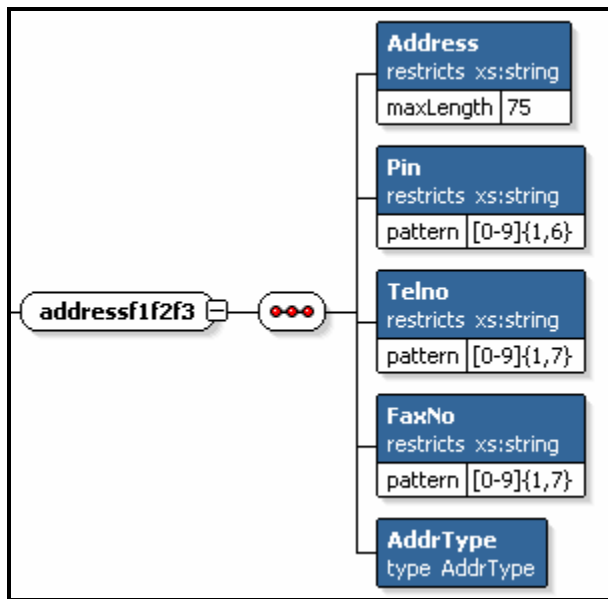 Address
restricts xs:string
maxLength 75
Pin
restricts xs:string
pattern [0-9]{1,6}
addressf1f2f3
Telno
restricts xs:string
pattern [0-9]{1,7}
FaxNo
restricts xs:string
pattern [0-9]{1,7}
AddrType
type AddrType